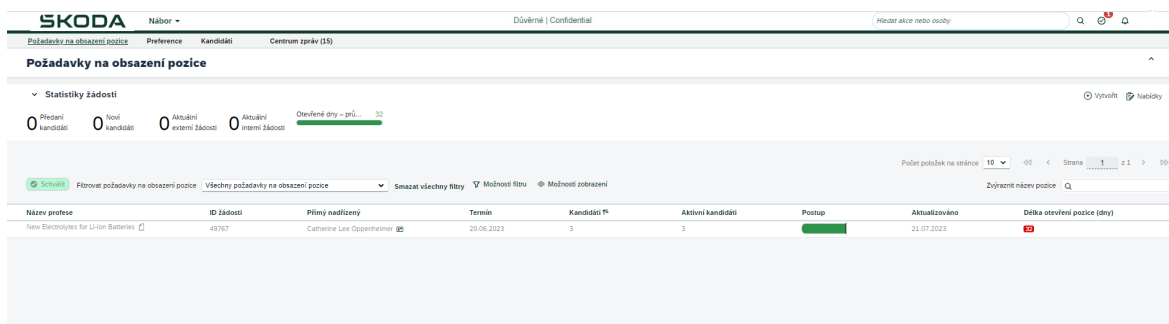 ŠKODA Nábor Důvěrné | Confidential Hledat akce nebo osoby 1
Požadavky na obsazení pozice Preference Kandidáti Centrum zpráv (15)
Požadavky na obsazení pozice
Statistiky žádosti Vytvořit Nabídky
0 Předaní kandidáti 0 Noví kandidáti 0 Aktuální externí žádosti 0 Aktuální interní žádosti Otevřené dny – prů... 32
Počet položek na stránce 10 Strana 1 z 1
Schválit Filtrovat požadavky na obsazení pozice Všechny požadavky na obsazení pozice Smazat všechny filtry Možnosti filtru Možnosti zobrazení Zvýraznit název pozice
Název profese ID žádosti Přímý nadřízený Termín Kandidáti Aktivní kandidáti Postup Aktualizováno Délka otevření pozice (dny)
New Electrolytes for Li-ion Batteries 49767 Catherine Lee Oppenheimer 20.06.2023 3 3 21.07.2023 32